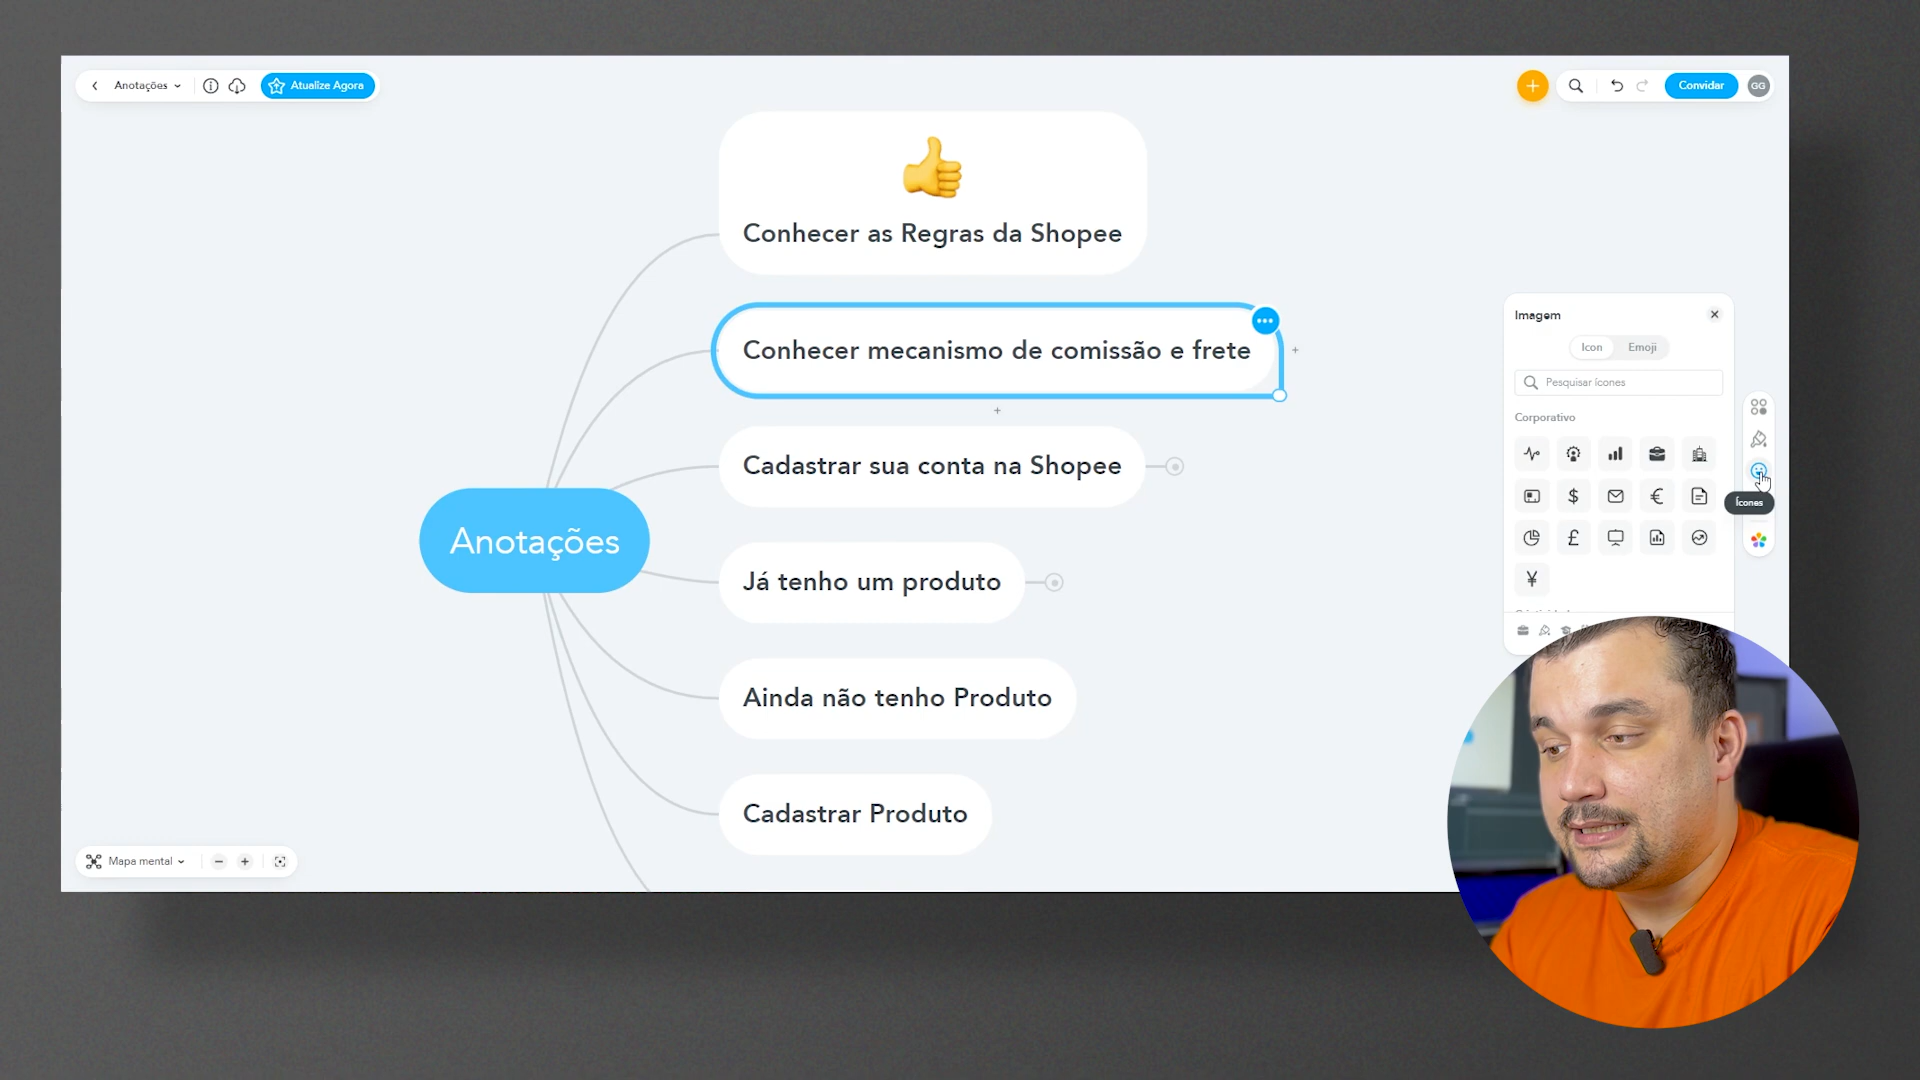 Anotações
Atualize Agora
Convidar
GG
Conhecer as Regras da Shopee
Conhecer mecanismo de comissão e frete
Cadastrar sua conta na Shopee
Já tenho um produto
Ainda não tenho Produto
Cadastrar Produto
Anotações
Imagem
Icon
Emoji
Pesquisar ícones
Corporativo
Ícones
Mapa mental